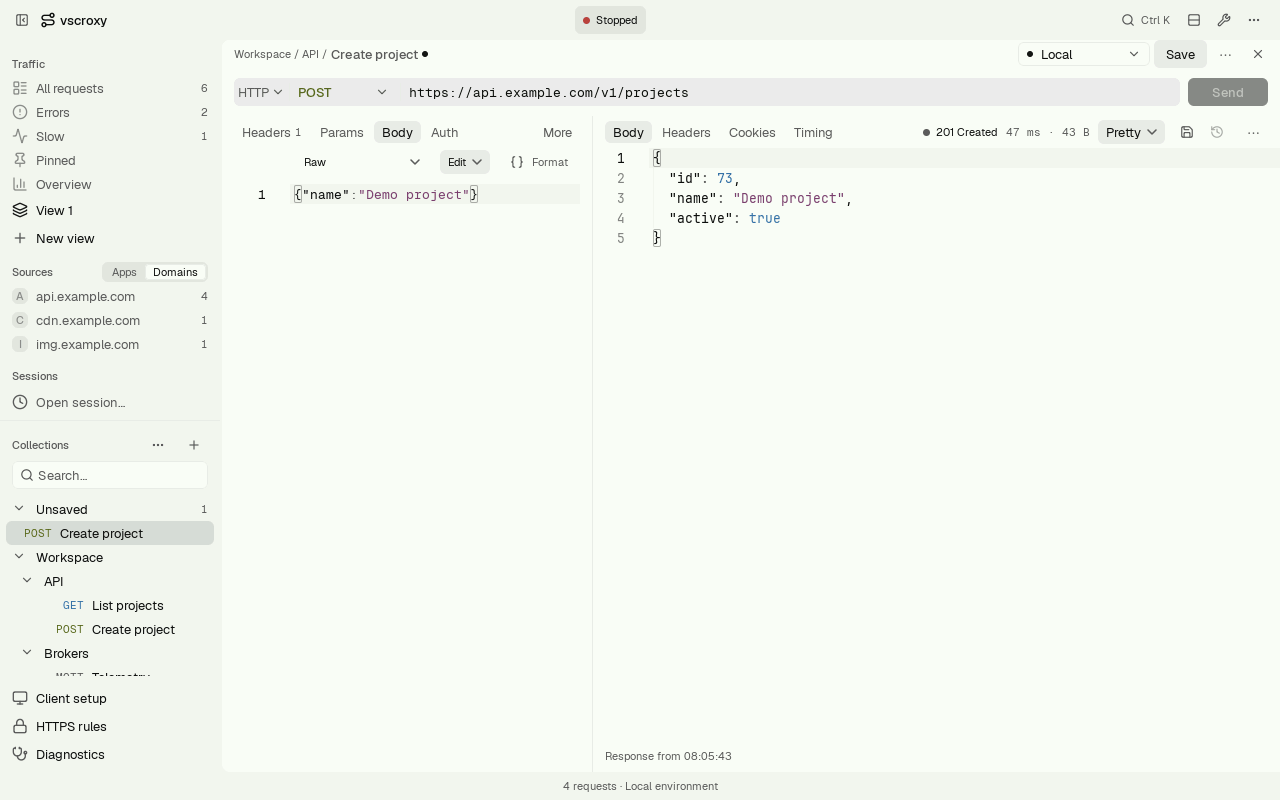 vscroxy
Stopped
Ctrl K
Traffic
All requests 6
Errors 2
Slow 1
Pinned
Overview
View 1
New view
Sources Apps Domains
A api.example.com 4
C cdn.example.com 1
I img.example.com 1
Sessions
Open session...
Collections
Search...
Unsaved 1
POST Create project
Workspace
API
GET List projects
POST Create project
Brokers
MQTT Telemetry
Client setup
HTTPS rules
Diagnostics
Workspace / API / Create project
Local
Save
HTTP POST https://api.example.com/v1/projects
Send
Headers 1 Params Body Auth More
Raw Edit {} Format
1 {"name":"Demo project"}
Body Headers Cookies Timing
201 Created 47 ms · 43 B Pretty
1 {
2 "id": 73,
3 "name": "Demo project",
4 "active": true
5 }
Response from 08:05:43
4 requests · Local environment